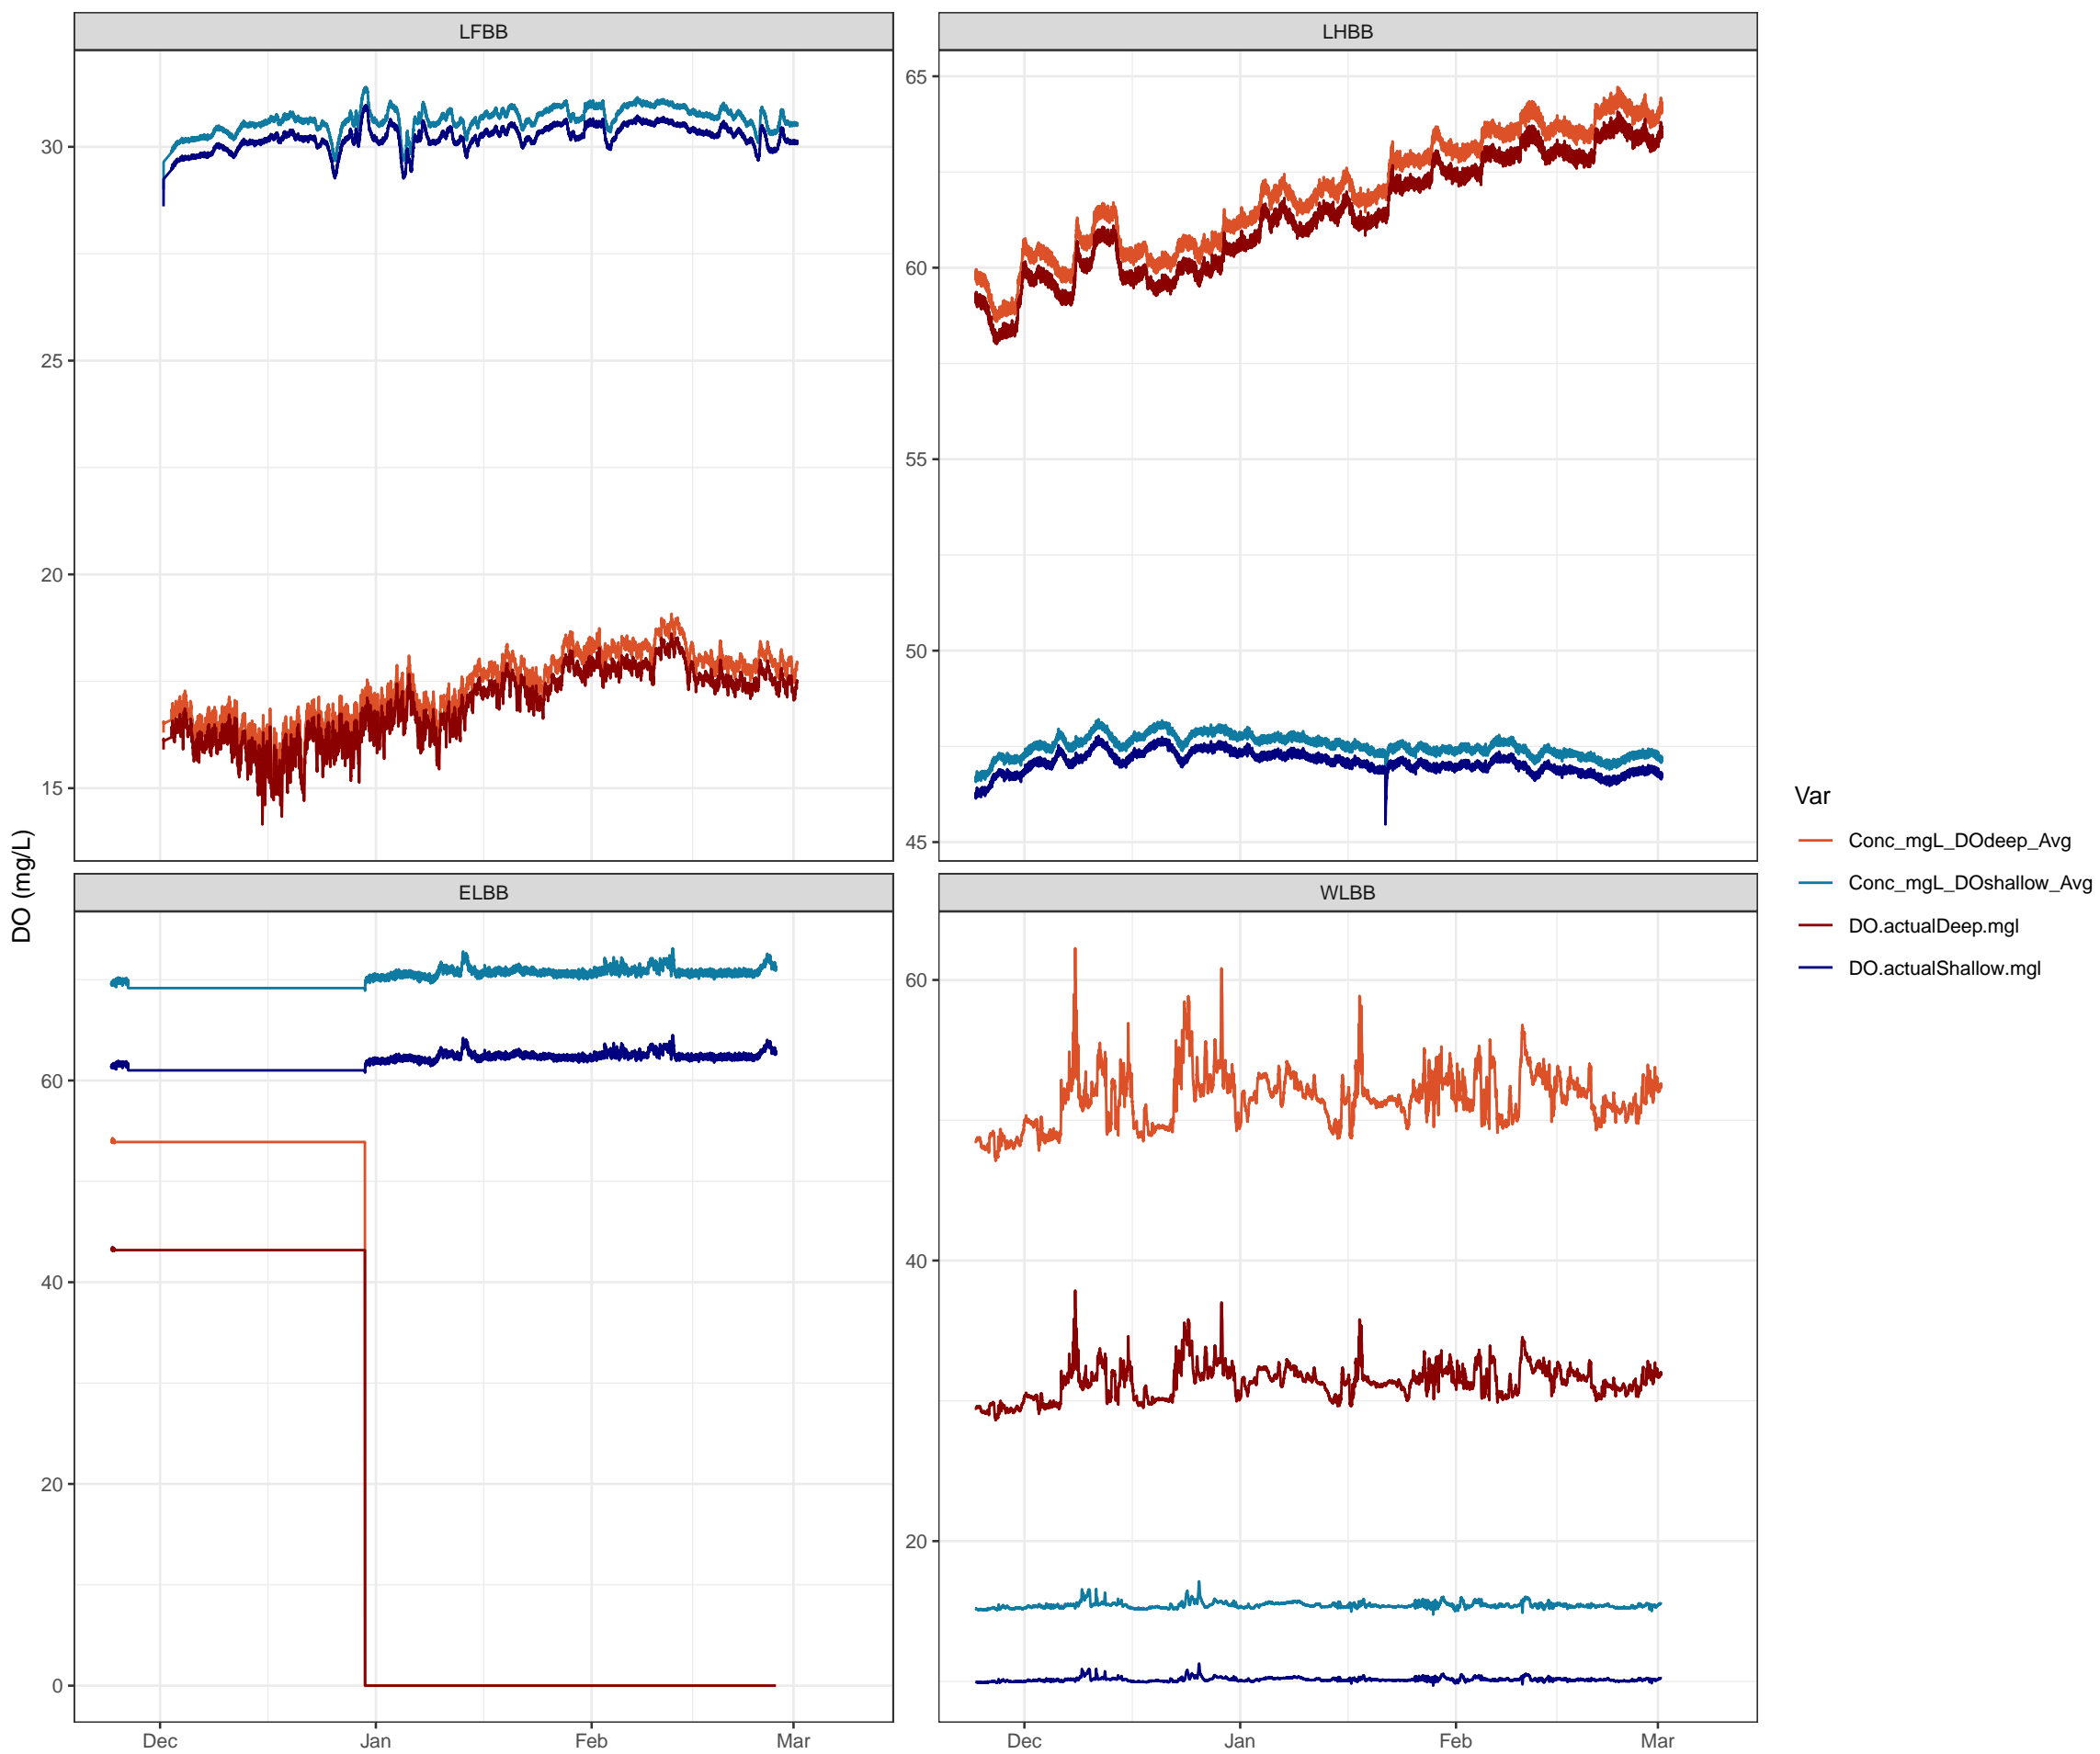 LFBB
LHBB
30
25
20
15
65
60
55
50
45
DO (mg/L)
ELBB
WLBB
60
40
20
0
60
40
20
Dec
Jan
Feb
Mar
Dec
Jan
Feb
Mar
Var
Conc_mgL_DOdeep_Avg
Conc_mgL_DOshallow_Avg
DO.actualDeep.mgl
DO.actualShallow.mgl